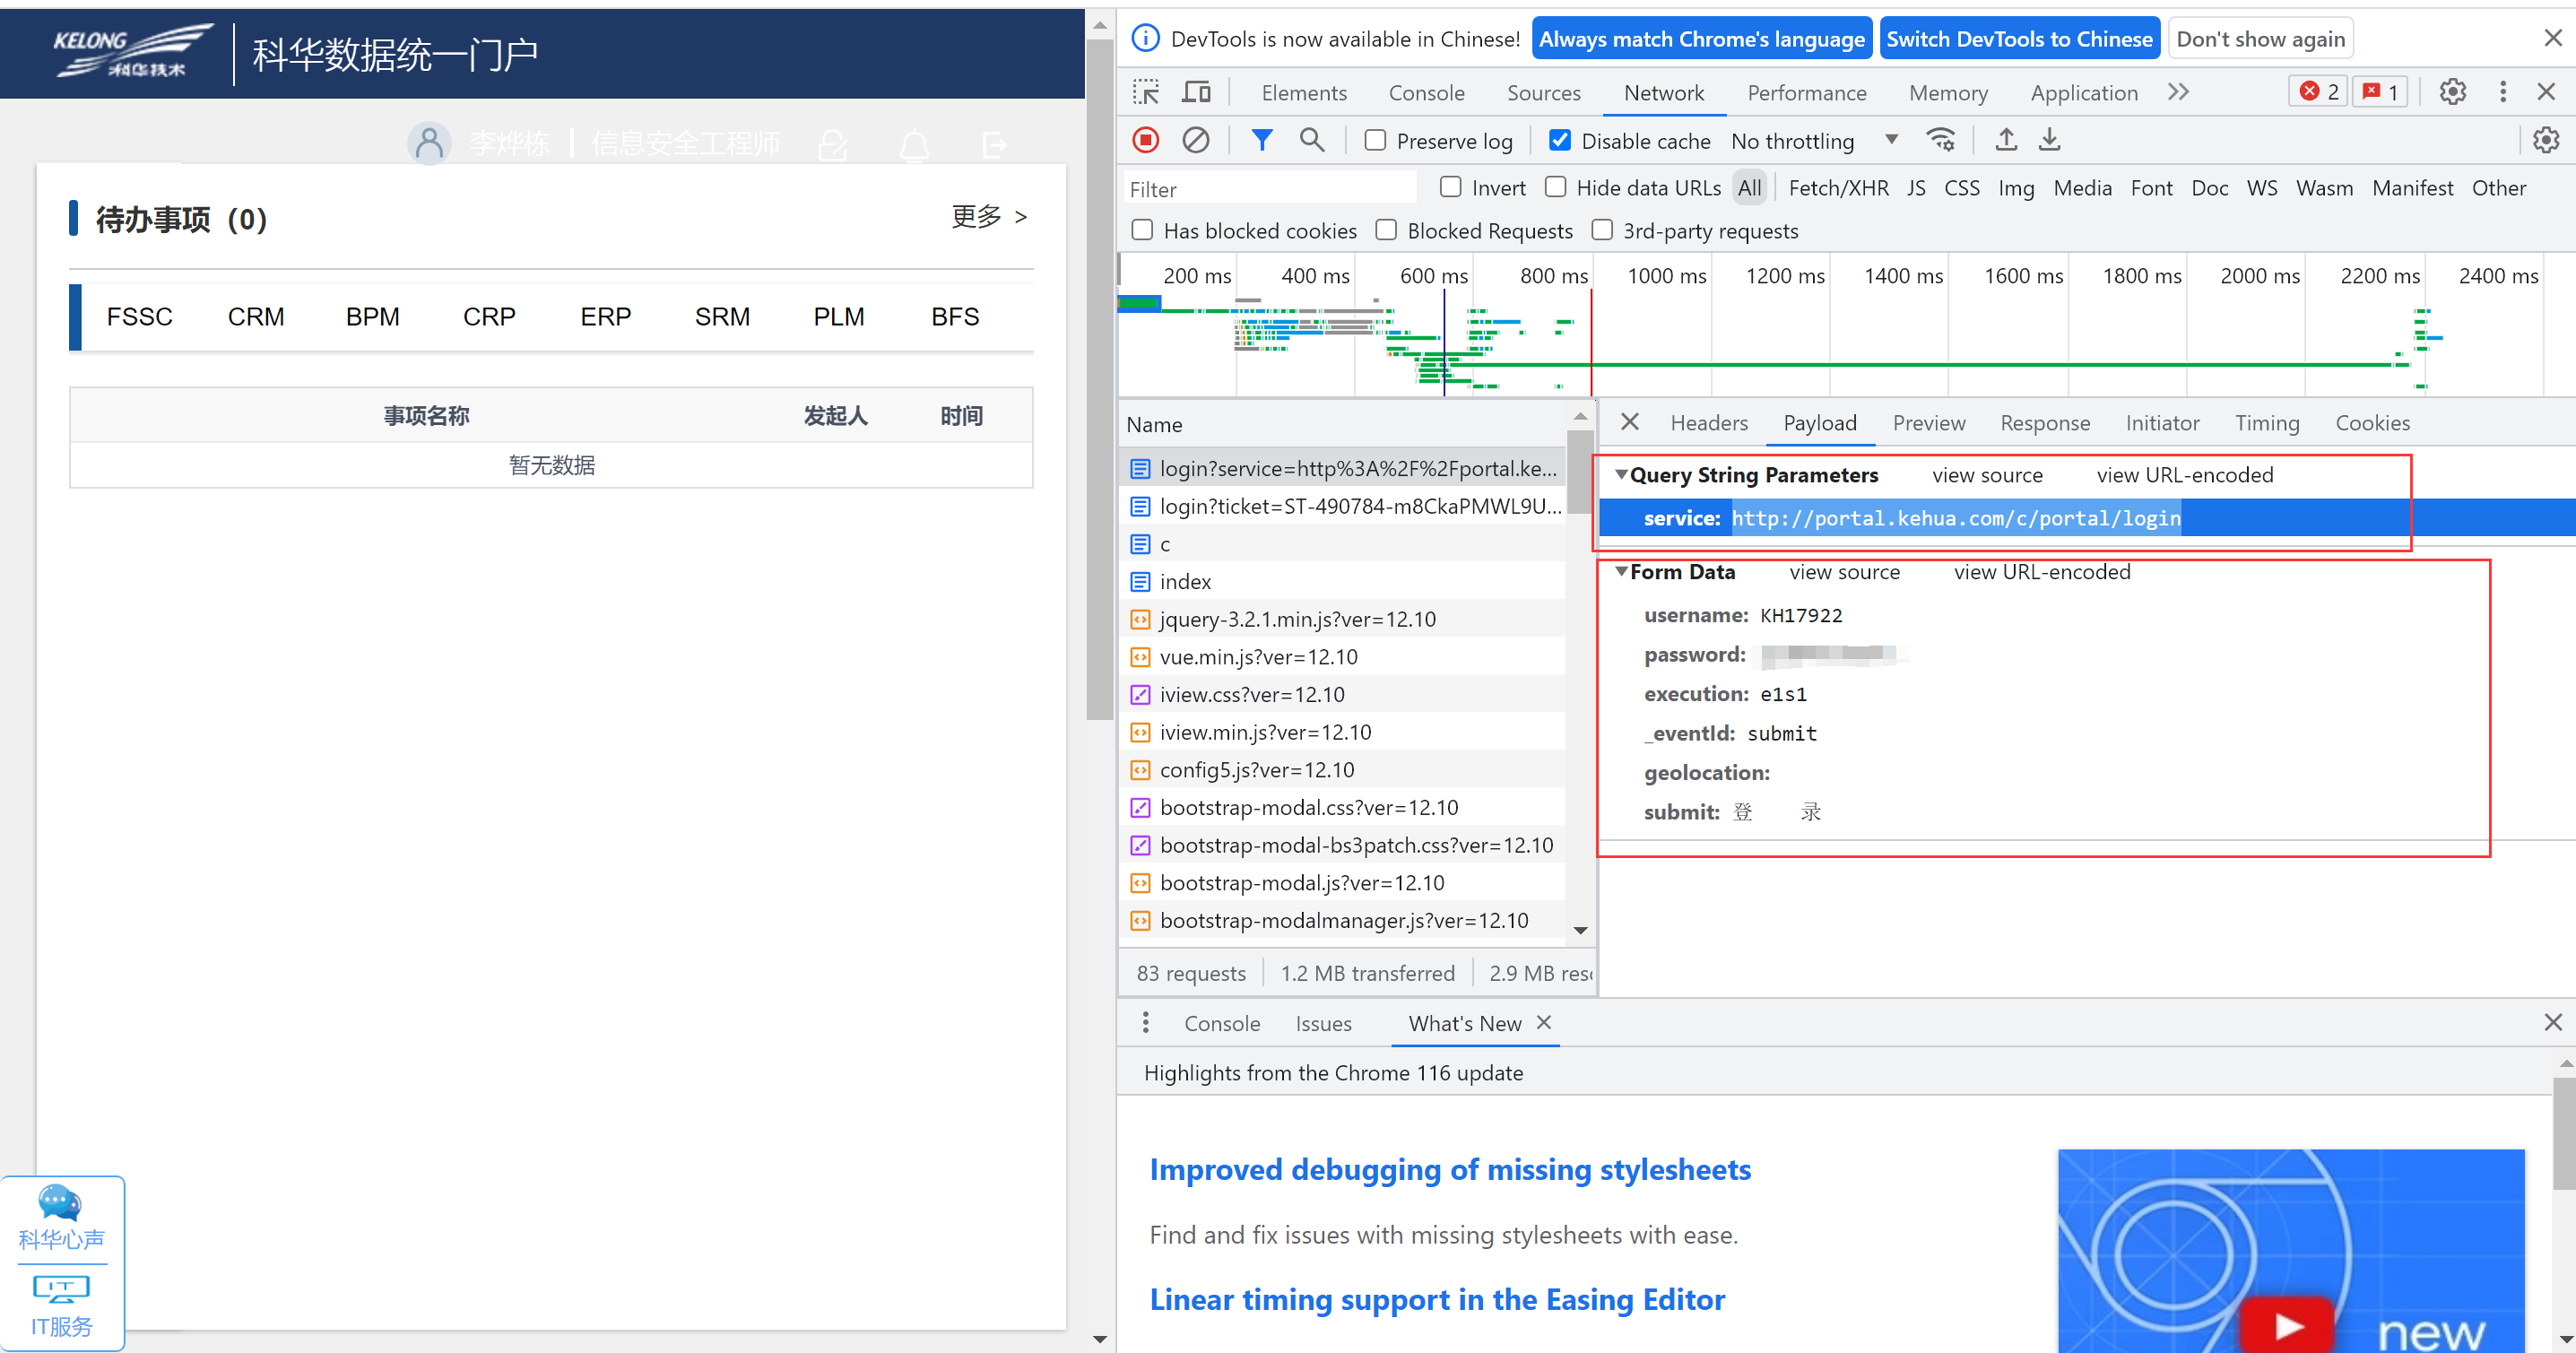 KELONG
科华技术
科华数据统一门户
李烨栋
信息安全工程师
待办事项（0）
更多 >
FSSC CRM BPM CRP ERP SRM PLM BFS
事项名称 发起人 时间
暂无数据
科华心声
IT服务
DevTools is now available in Chinese! Always match Chrome's language Switch DevTools to Chinese Don't show again
Elements Console Sources Network Performance Memory Application 2 1
Preserve log Disable cache No throttling
Filter Invert Hide data URLs All Fetch/XHR JS CSS Img Media Font Doc WS Wasm Manifest Other
Has blocked cookies Blocked Requests 3rd-party requests
200 ms 400 ms 600 ms 800 ms 1000 ms 1200 ms 1400 ms 1600 ms 1800 ms 2000 ms 2200 ms 2400 ms
Name
login?service=http%3A%2F%2Fportal.ke...
login?ticket=ST-490784-m8CkaPMWL9U...
c
index
jquery-3.2.1.min.js?ver=12.10
vue.min.js?ver=12.10
iview.css?ver=12.10
iview.min.js?ver=12.10
config5.js?ver=12.10
bootstrap-modal.css?ver=12.10
bootstrap-modal-bs3patch.css?ver=12.10
bootstrap-modal.js?ver=12.10
bootstrap-modalmanager.js?ver=12.10
83 requests 1.2 MB transferred 2.9 MB res
Headers Payload Preview Response Initiator Timing Cookies
Query String Parameters view source view URL-encoded
service: http://portal.kehua.com/c/portal/login
Form Data view source view URL-encoded
username: KH17922
password:
execution: e1s1
_eventId: submit
geolocation:
submit: 登 录
Console Issues What's New
Highlights from the Chrome 116 update
Improved debugging of missing stylesheets
Find and fix issues with missing stylesheets with ease.
Linear timing support in the Easing Editor
new